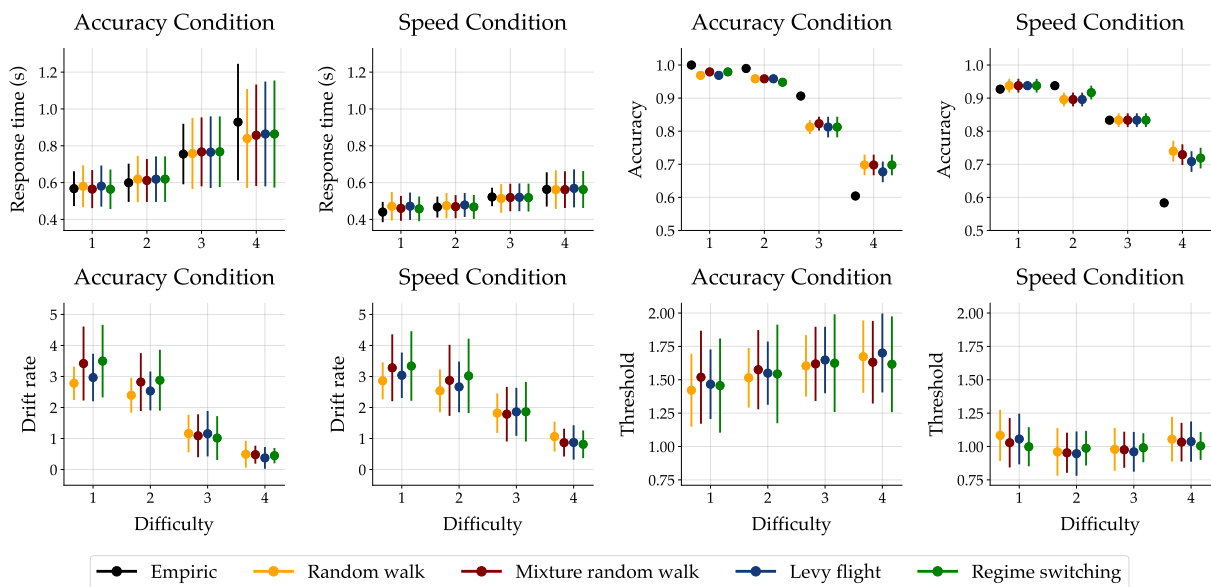 Accuracy Condition
Speed Condition
Accuracy Condition
Speed Condition
Response time (s)
1.2
1.0
0.8
0.6
0.4
1 2 3 4
Response time (s)
1.2
1.0
0.8
0.6
0.4
1 2 3 4
Accuracy
1.0
0.9
0.8
0.7
0.6
0.5
1 2 3 4
Accuracy
1.0
0.9
0.8
0.7
0.6
0.5
1 2 3 4
Accuracy Condition
Speed Condition
Accuracy Condition
Speed Condition
Drift rate
5
4
3
2
1
0
1 2 3 4
Difficulty
Drift rate
5
4
3
2
1
0
1 2 3 4
Difficulty
Threshold
2.00
1.75
1.50
1.25
1.00
0.75
1 2 3 4
Difficulty
Threshold
2.00
1.75
1.50
1.25
1.00
0.75
1 2 3 4
Difficulty
Empiric Random walk Mixture random walk Levy flight Regime switching